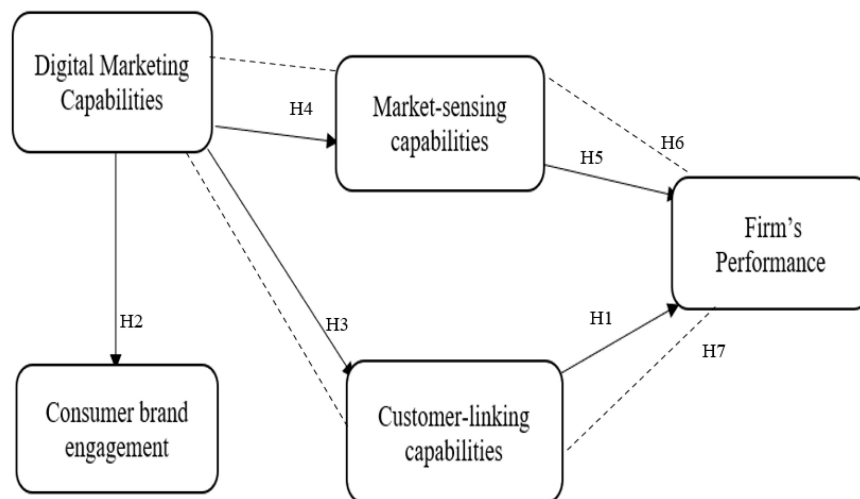 Digital Marketing
Capabilities
H4
Market-sensing
capabilities
H6
H5
Firm's
Performance
H2
H3
H1
H7
Consumer brand
engagement
Customer-linking
capabilities